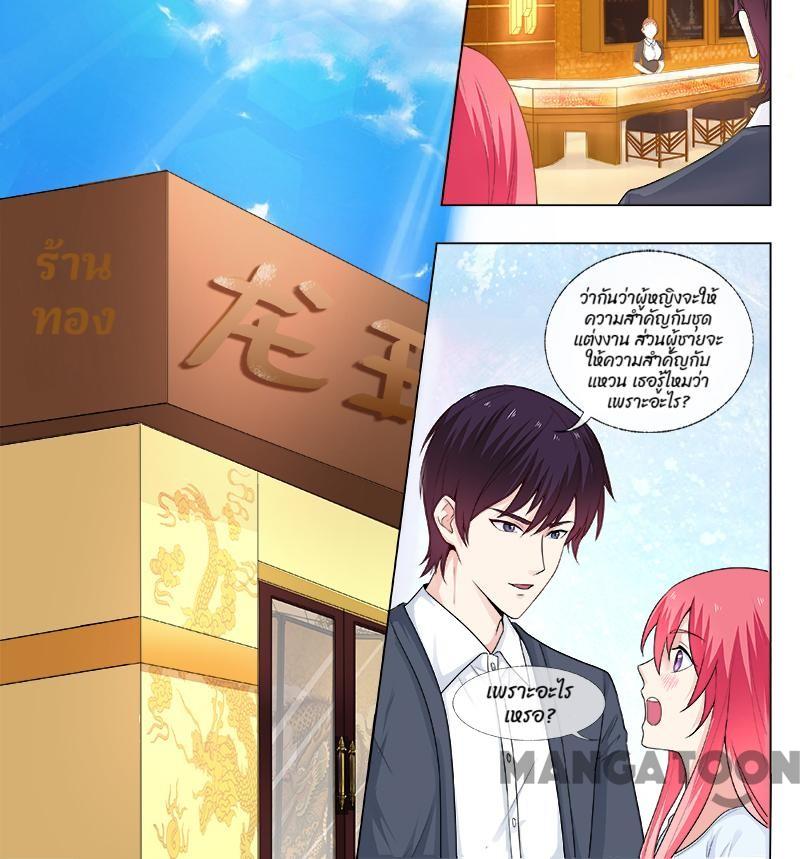 ร้าน
ทอง
龙
ว่ากันว่าผู้หญิงจะให้
ความสำคัญกับชุด
แต่งงาน ส่วนผู้ชายจะ
ให้ความสำคัญกับ
แหวน เธอรู้ไหมว่า
เพราะอะไร?
เพราะอะไร
เหรอ?
MANGATOON